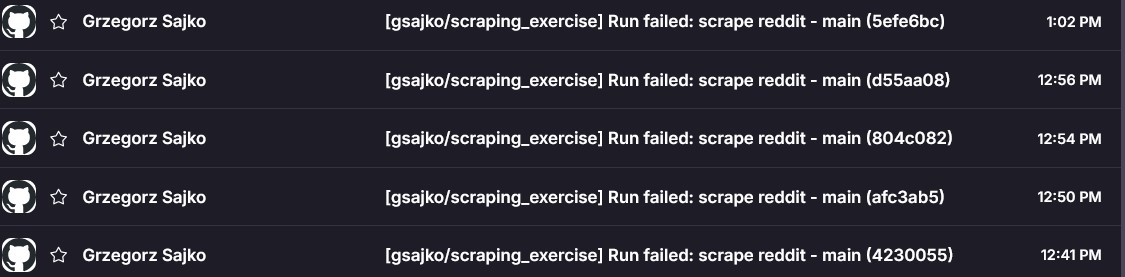 Grzegorz Sajko [gsajko/scraping_exercise] Run failed: scrape reddit - main (5efe6bc) 1:02 PM
Grzegorz Sajko [gsajko/scraping_exercise] Run failed: scrape reddit - main (d55aa08) 12:56 PM
Grzegorz Sajko [gsajko/scraping_exercise] Run failed: scrape reddit - main (804c082) 12:54 PM
Grzegorz Sajko [gsajko/scraping_exercise] Run failed: scrape reddit - main (afc3ab5) 12:50 PM
Grzegorz Sajko [gsajko/scraping_exercise] Run failed: scrape reddit - main (4230055) 12:41 PM